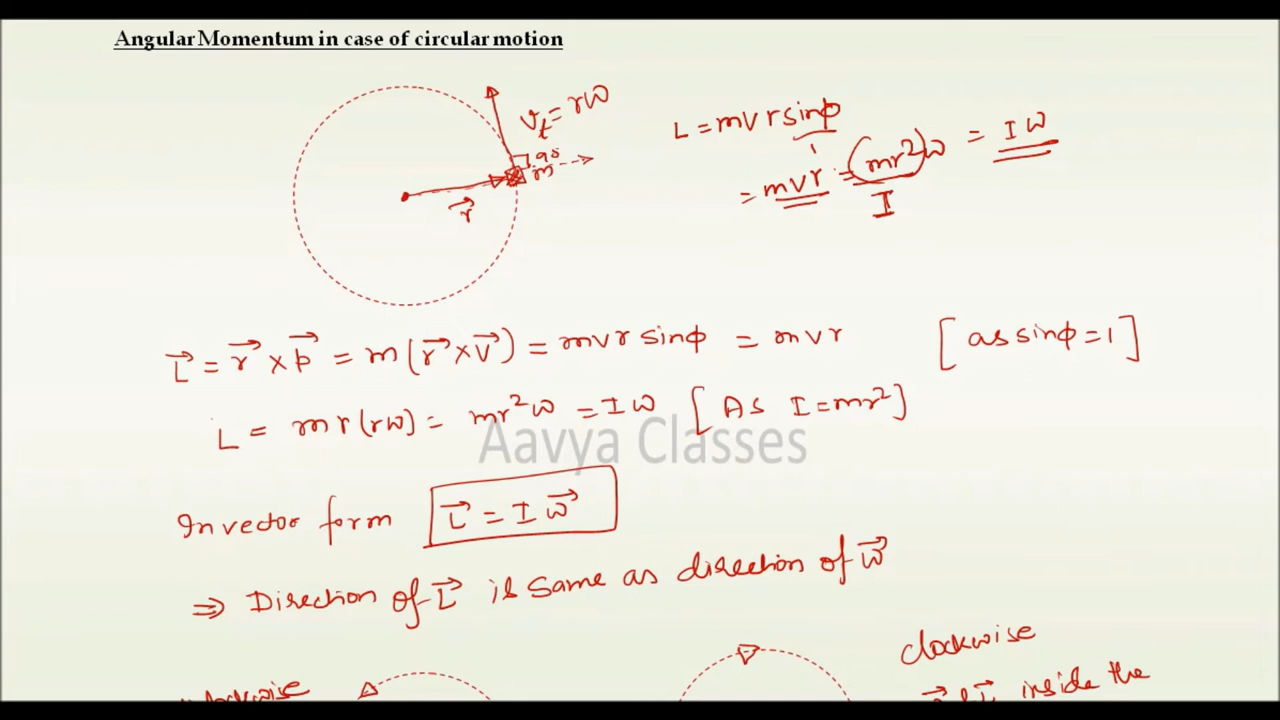 Angular Momentum in case of circular motion
v⃗ₜ = rω
90
m
r⃗
L = mvr sinϕ
1
= mvr = (mr²)ω = Iω
I
L⃗ = r⃗ × p⃗ = m(r⃗ × v⃗) = mvr sinϕ = mvr [as sinϕ = 1]
L = mr(rω) = mr²ω = Iω [As I = mr²]
Aavya Classes
In vector form L⃗ = Iω⃗
⇒ Direction of L⃗ is same as direction of ω⃗
clockwise
inside the